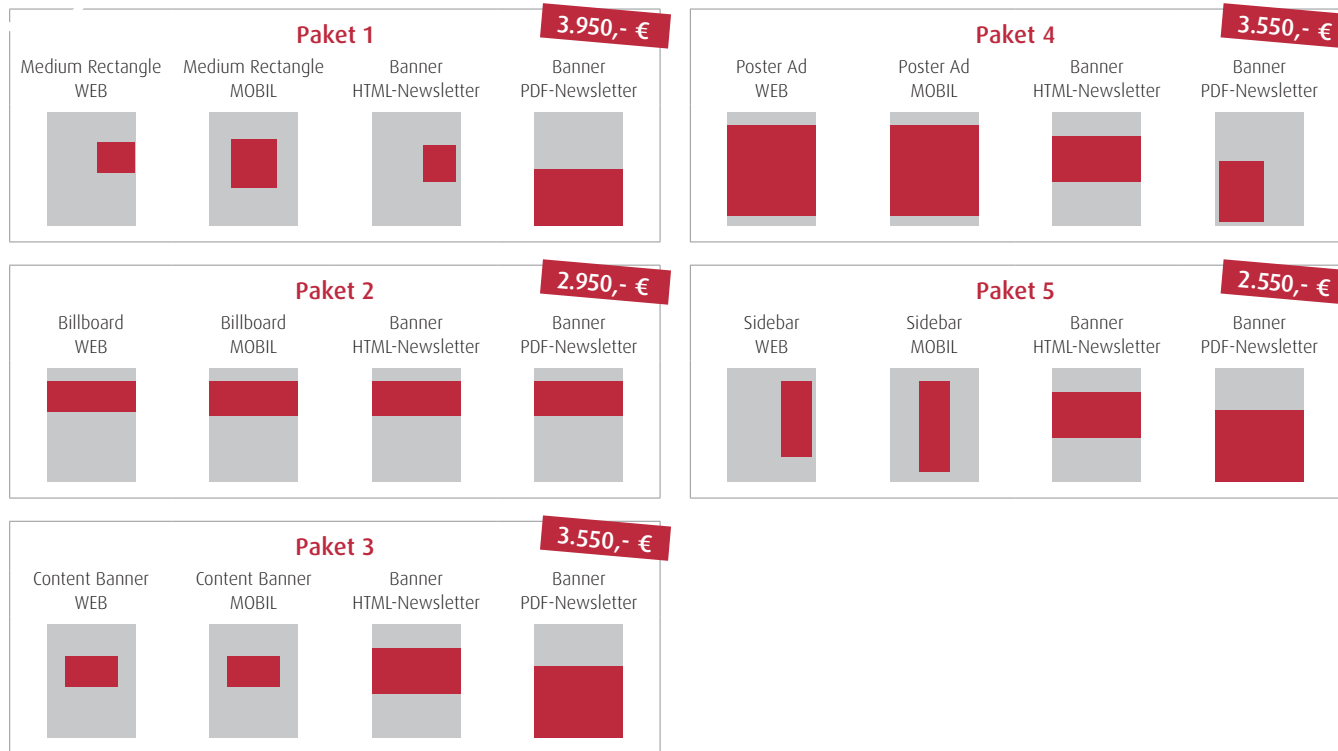 Paket 1
3.950,- €
Medium Rectangle
WEB
Medium Rectangle
MOBIL
Banner
HTML-Newsletter
Banner
PDF-Newsletter
Paket 4
3.550,- €
Poster Ad
WEB
Poster Ad
MOBIL
Banner
HTML-Newsletter
Banner
PDF-Newsletter
Paket 2
2.950,- €
Billboard
WEB
Billboard
MOBIL
Banner
HTML-Newsletter
Banner
PDF-Newsletter
Paket 5
2.550,- €
Sidebar
WEB
Sidebar
MOBIL
Banner
HTML-Newsletter
Banner
PDF-Newsletter
Paket 3
3.550,- €
Content Banner
WEB
Content Banner
MOBIL
Banner
HTML-Newsletter
Banner
PDF-Newsletter